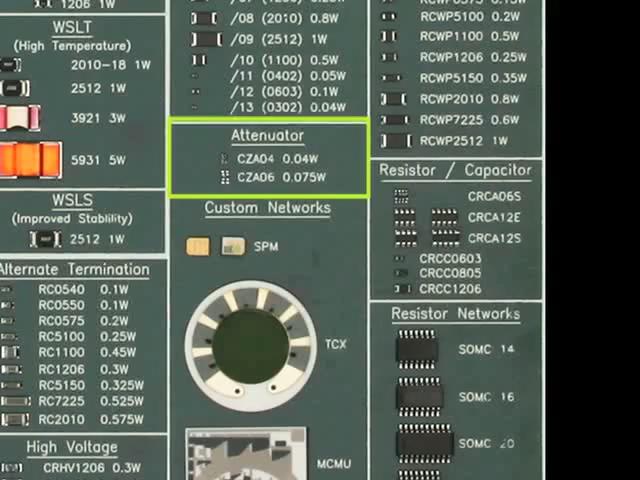 1206 1W
WSLT
(High Temperature)
2010-18 1W
2512 1W
3921 3W
5931 5W
WSLS
(Improved Stability)
2512 1W
Alternate Termination
RC0540 0.1W
RC0550 0.1W
RC0575 0.2W
RC5100 0.25W
RC1100 0.45W
RC1206 0.3W
RC5150 0.325W
RC7225 0.525W
RC2010 0.575W
High Voltage
CRHV1206 0.3W
/08 (2010) 0.8W
/09 (2512) 1W
/10 (1100) 0.5W
/11 (0402) 0.05W
/12 (0603) 0.1W
/13 (0302) 0.04W
Attenuator
CZA04 0.04W
CZA06 0.075W
Custom Networks
SPM
TCX
MCMU
RCWP5100 0.2W
RCWP1100 0.5W
RCWP1206 0.25W
RCWP5150 0.35W
RCWP2010 0.8W
RCWP7225 0.6W
RCWP2512 1W
Resistor / Capacitor
CRCA06S
CRCA12E
CRCA12S
CRCC0603
CRCC0805
CRCC1206
Resistor Networks
SOMC 14
SOMC 16
SOMC 20